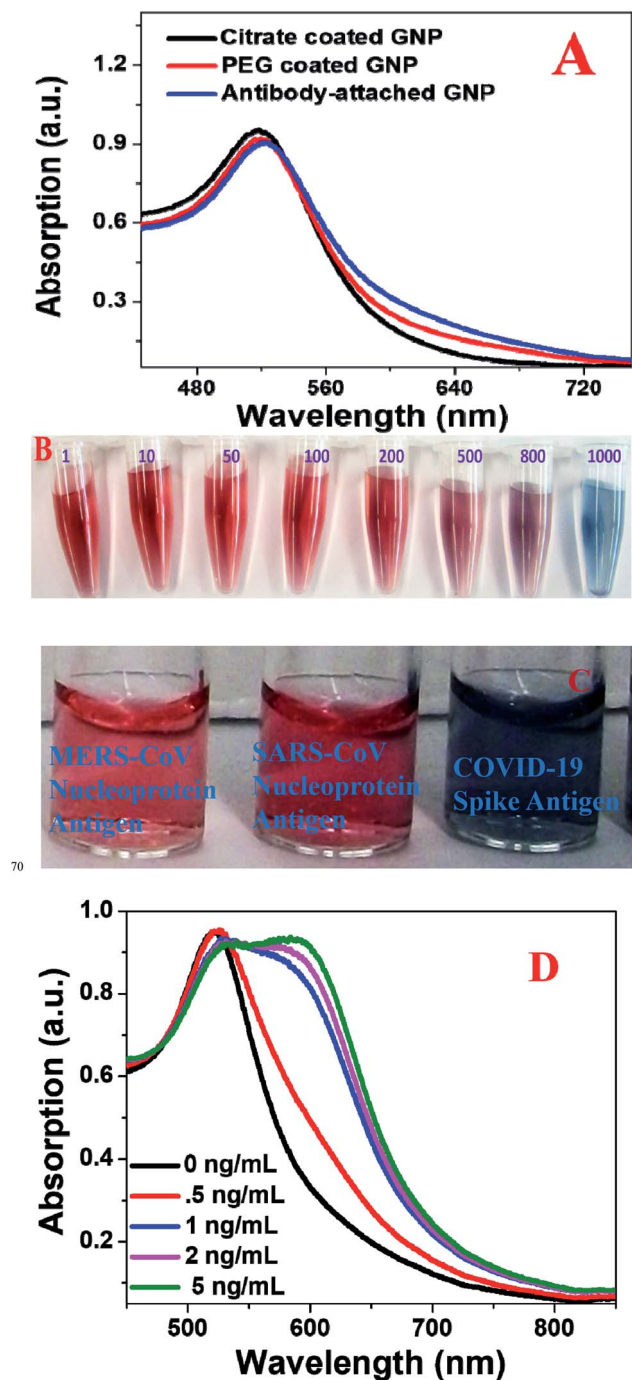 A
Citrate coated GNP
PEG coated GNP
Antibody-attached GNP
Absorption (a.u.)
1.2
0.9
0.6
0.3
480 560 640 720
Wavelength (nm)
B
1 10 50 100 200 500 800 1000
C
MERS-CoV
Nucleoprotein
Antigen
SARS-CoV
Nucleoprotein
Antigen
COVID-19
Spike Antigen
70
D
Absorption (a.u.)
1.0
0.8
0.6
0.4
0.2
0 ng/mL
.5 ng/mL
1 ng/mL
2 ng/mL
5 ng/mL
500 600 700 800
Wavelength (nm)